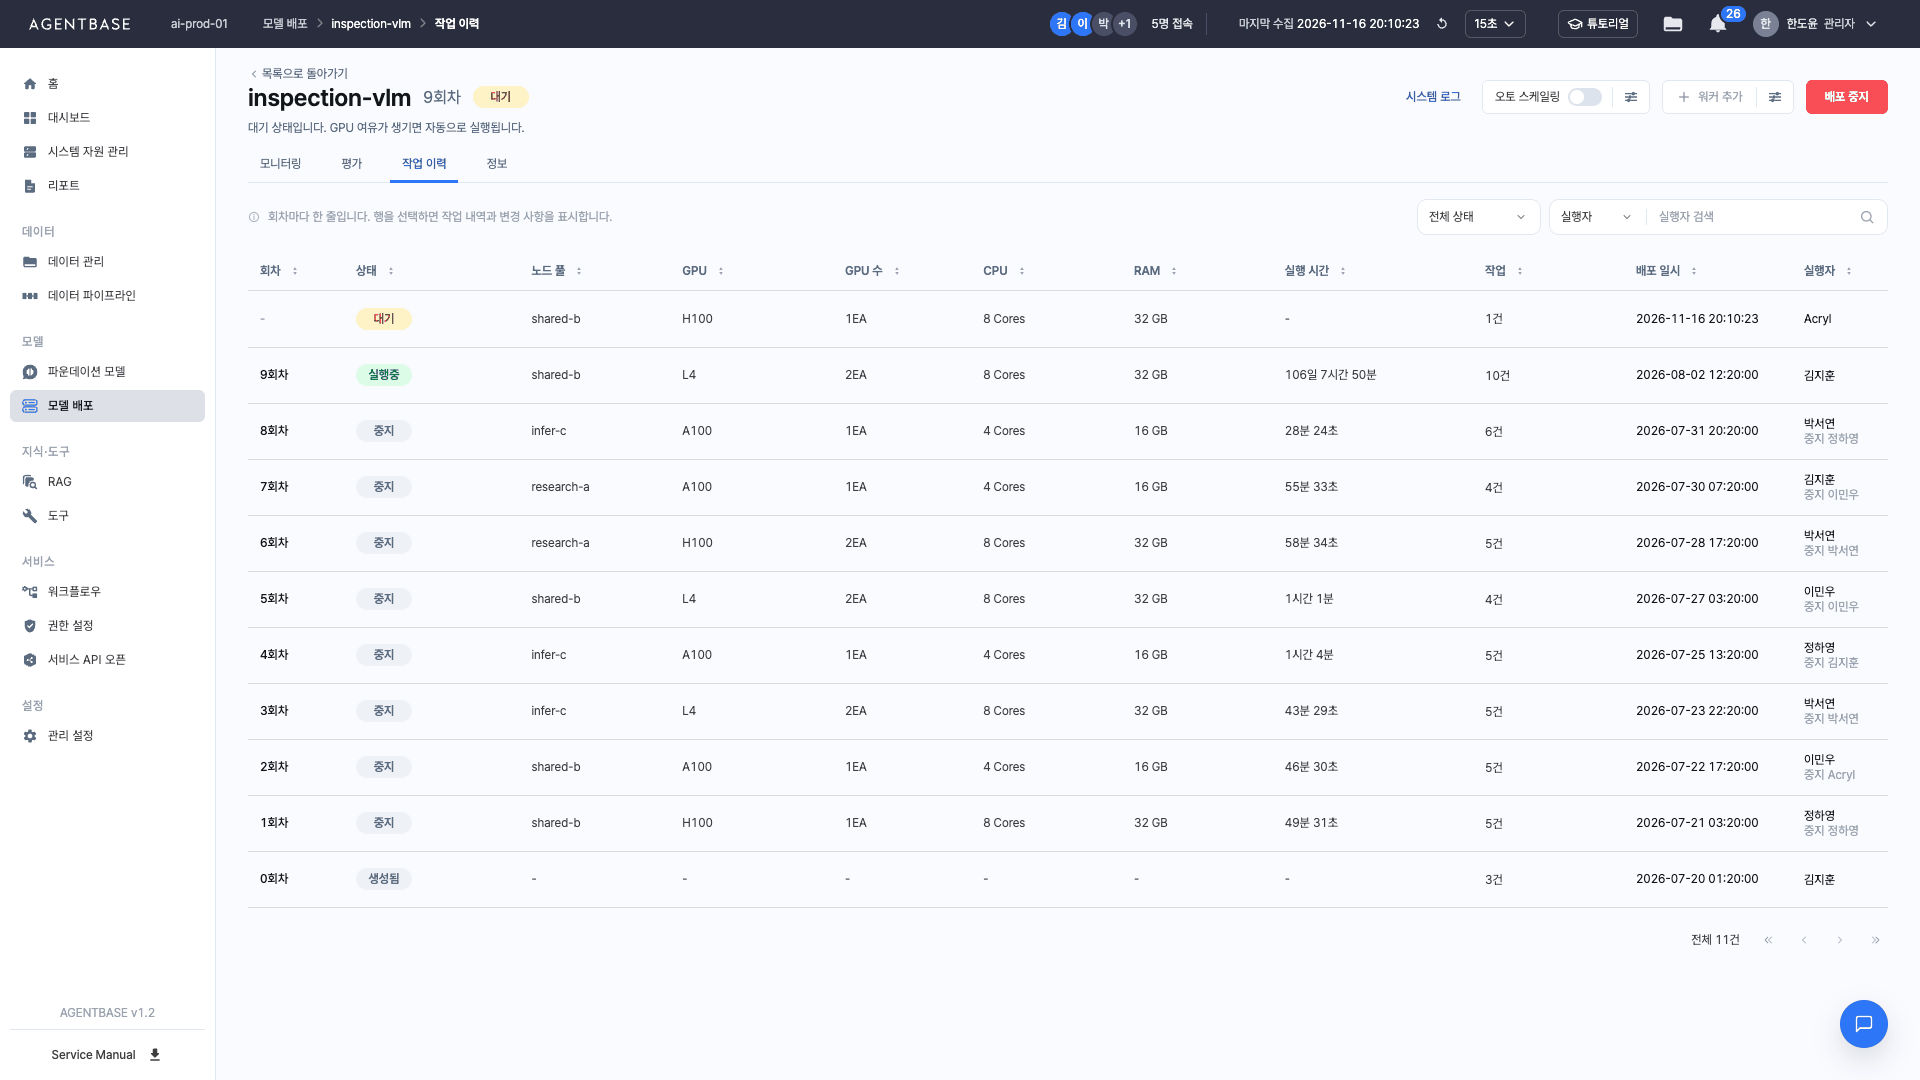 AGENTBASE ai-prod-01 모델 배포 inspection-vlm 작업 이력 김 이 박 +1 5명 접속 마지막 수집 2026-11-16 20:10:23 15초 튜토리얼 26 한 한도윤 관리자
홈
대시보드
시스템 자원 관리
리포트
데이터
데이터 관리
데이터 파이프라인
모델
파운데이션 모델
모델 배포
지식·도구
RAG
도구
서비스
워크플로우
권한 설정
서비스 API 오픈
설정
관리 설정
AGENTBASE v1.2
Service Manual
목록으로 돌아가기
inspection-vlm 9회차 대기
대기 상태입니다. GPU 여유가 생기면 자동으로 실행됩니다.
시스템 로그 오토 스케일링 워커 추가 배포 중지
모니터링 평가 작업 이력 정보
회차마다 한 줄입니다. 행을 선택하면 작업 내역과 변경 사항을 표시합니다.
전체 상태 실행자 실행자 검색
회차 상태 노드 풀 GPU GPU 수 CPU RAM 실행 시간 작업 배포 일시 실행자
- 대기 shared-b H100 1EA 8 Cores 32 GB - 1건 2026-11-16 20:10:23 Acryl
9회차 실행중 shared-b L4 2EA 8 Cores 32 GB 106일 7시간 50분 10건 2026-08-02 12:20:00 김지훈
8회차 중지 infer-c A100 1EA 4 Cores 16 GB 28분 24초 6건 2026-07-31 20:20:00 박서연
중지 정하영
7회차 중지 research-a A100 1EA 4 Cores 16 GB 55분 33초 4건 2026-07-30 07:20:00 김지훈
중지 이민우
6회차 중지 research-a H100 2EA 8 Cores 32 GB 58분 34초 5건 2026-07-28 17:20:00 박서연
중지 박서연
5회차 중지 shared-b L4 2EA 8 Cores 32 GB 1시간 1분 4건 2026-07-27 03:20:00 이민우
중지 이민우
4회차 중지 infer-c A100 1EA 4 Cores 16 GB 1시간 4분 5건 2026-07-25 13:20:00 정하영
중지 김지훈
3회차 중지 infer-c L4 2EA 8 Cores 32 GB 43분 29초 5건 2026-07-23 22:20:00 박서연
중지 박서연
2회차 중지 shared-b A100 1EA 4 Cores 16 GB 46분 30초 5건 2026-07-22 17:20:00 이민우
중지 Acryl
1회차 중지 shared-b H100 1EA 8 Cores 32 GB 49분 31초 5건 2026-07-21 03:20:00 정하영
중지 정하영
0회차 생성됨 - - - - - - 3건 2026-07-20 01:20:00 김지훈
전체 11건